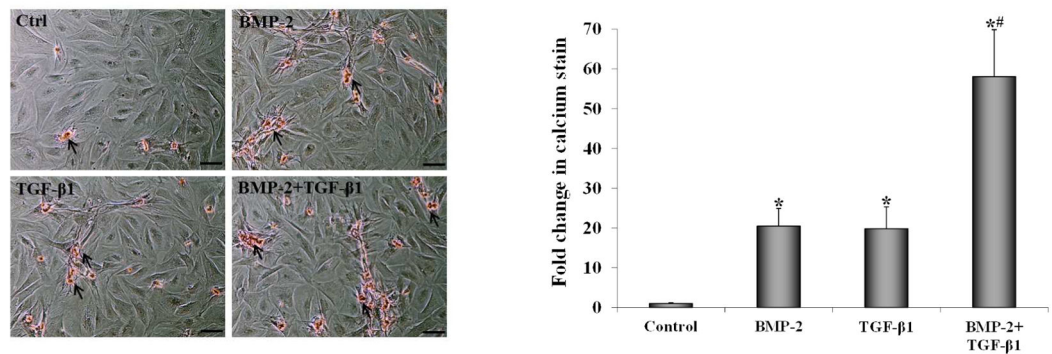 Ctrl
BMP-2
TGF-β1
BMP-2+TGF-β1
Fold change in calcium stain
70
60
50
40
30
20
10
0
*
*
*#
Control
BMP-2
TGF-β1
BMP-2+
TGF-β1